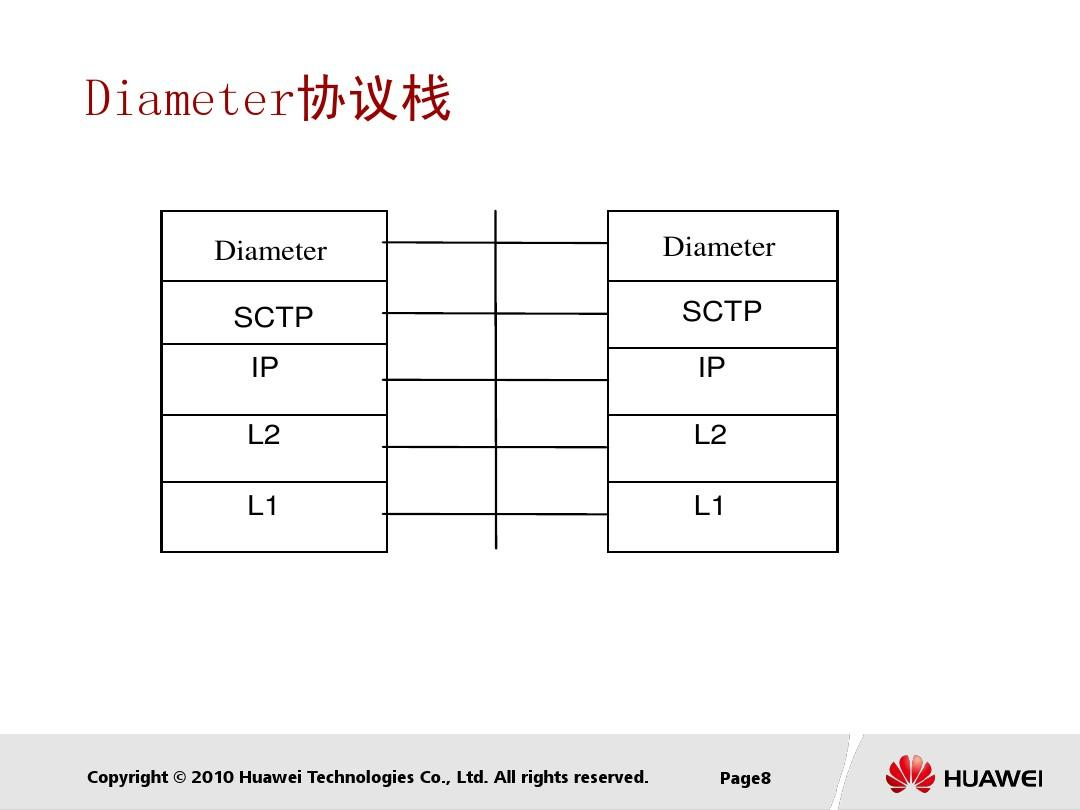 Diameter协议栈
Diameter
SCTP
IP
L2
L1
Diameter
SCTP
IP
L2
L1
Copyright © 2010 Huawei Technologies Co., Ltd. All rights reserved.
Page8
HUAWEI